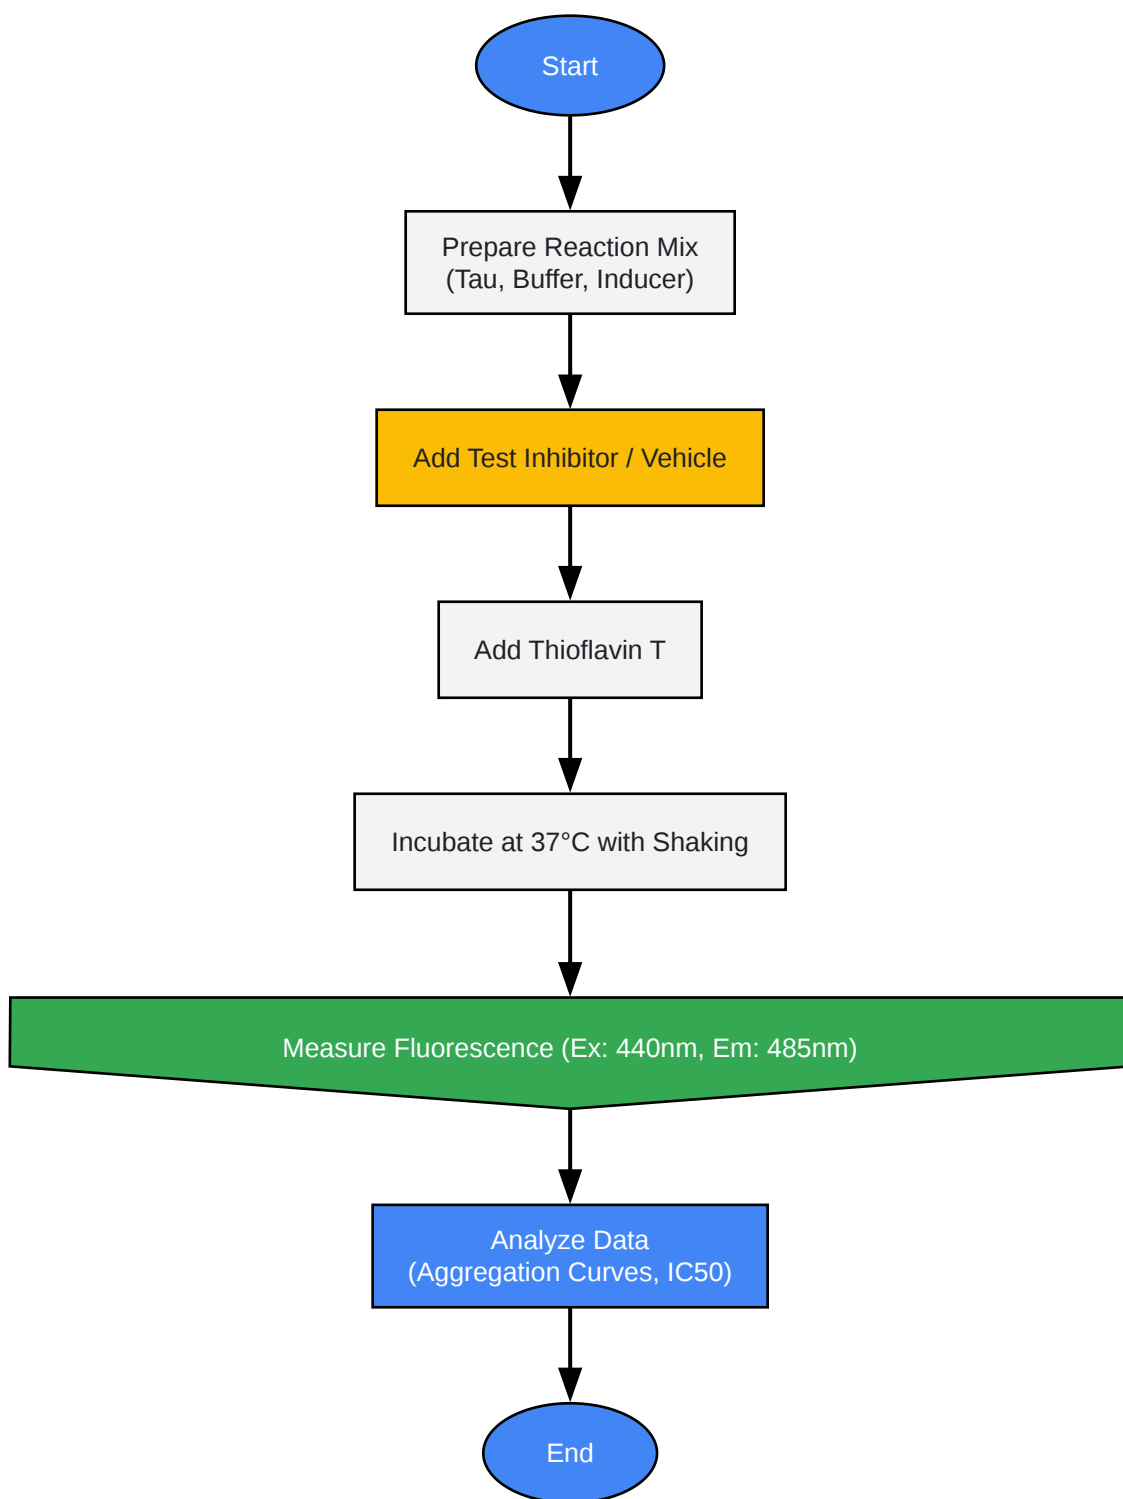 Start
Prepare Reaction Mix
(Tau, Buffer, Inducer)
Add Test Inhibitor / Vehicle
Add Thioflavin T
Incubate at 37°C with Shaking
Measure Fluorescence (Ex: 440nm, Em: 485nm)
Analyze Data
(Aggregation Curves, IC50)
End